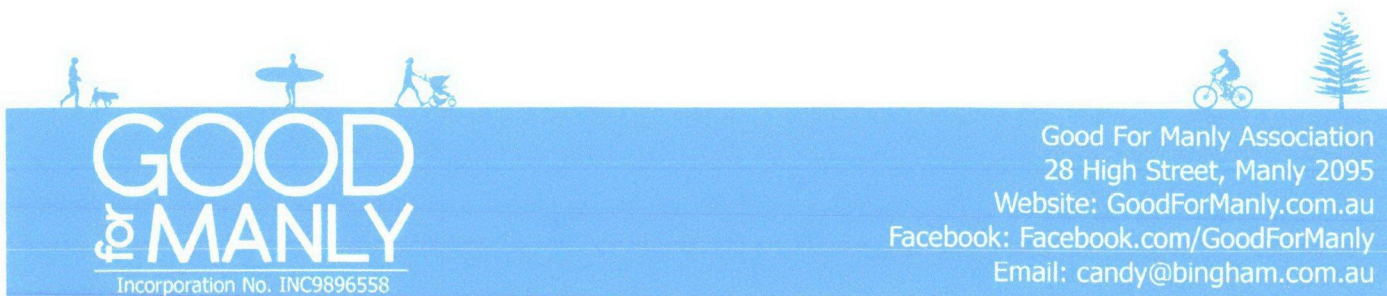 GOOD
for MANLY
Incorporation No. INC9896558
Good For Manly Association
28 High Street, Manly 2095
Website: GoodForManly.com.au
Facebook: Facebook.com/GoodForManly
Email: candy@bingham.com.au